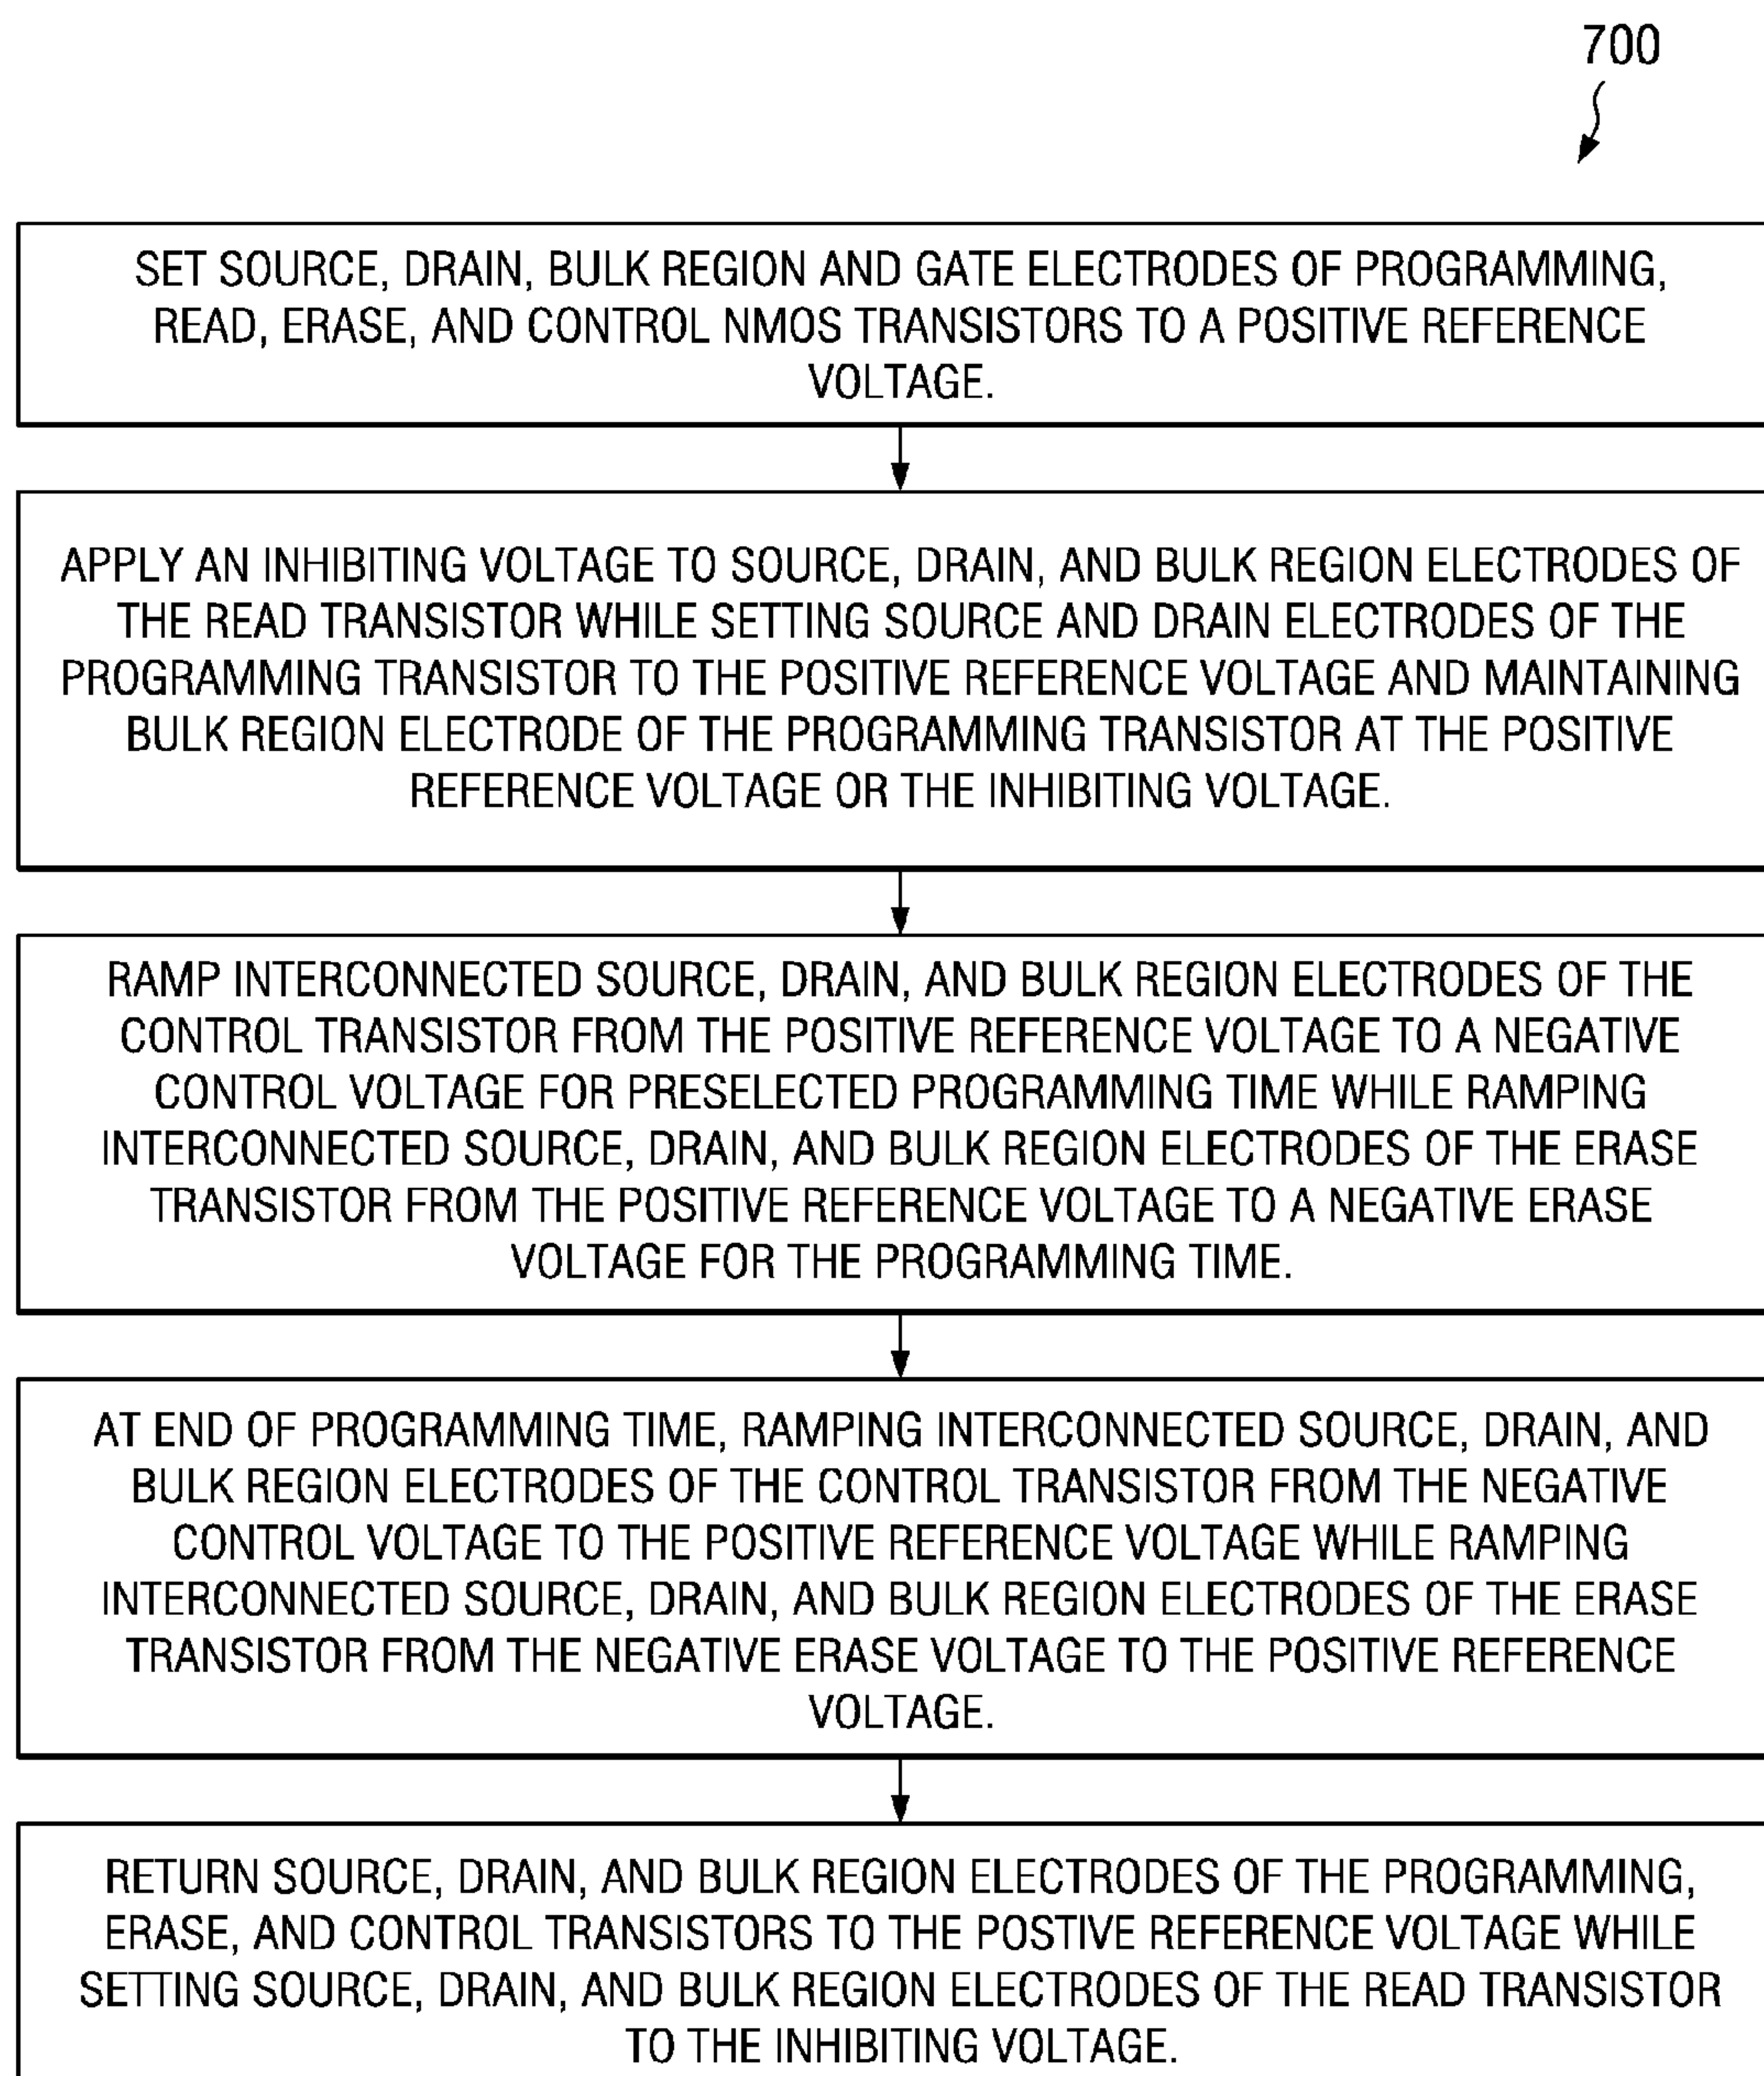 700
SET SOURCE, DRAIN, BULK REGION AND GATE ELECTRODES OF PROGRAMMING,
READ, ERASE, AND CONTROL NMOS TRANSISTORS TO A POSITIVE REFERENCE
VOLTAGE.
APPLY AN INHIBITING VOLTAGE TO SOURCE, DRAIN, AND BULK REGION ELECTRODES OF
THE READ TRANSISTOR WHILE SETTING SOURCE AND DRAIN ELECTRODES OF THE
PROGRAMMING TRANSISTOR TO THE POSITIVE REFERENCE VOLTAGE AND MAINTAINING
BULK REGION ELECTRODE OF THE PROGRAMMING TRANSISTOR AT THE POSITIVE
REFERENCE VOLTAGE OR THE INHIBITING VOLTAGE.
RAMP INTERCONNECTED SOURCE, DRAIN, AND BULK REGION ELECTRODES OF THE
CONTROL TRANSISTOR FROM THE POSITIVE REFERENCE VOLTAGE TO A NEGATIVE
CONTROL VOLTAGE FOR PRESELECTED PROGRAMMING TIME WHILE RAMPING
INTERCONNECTED SOURCE, DRAIN, AND BULK REGION ELECTRODES OF THE ERASE
TRANSISTOR FROM THE POSITIVE REFERENCE VOLTAGE TO A NEGATIVE ERASE
VOLTAGE FOR THE PROGRAMMING TIME.
AT END OF PROGRAMMING TIME, RAMPING INTERCONNECTED SOURCE, DRAIN, AND
BULK REGION ELECTRODES OF THE CONTROL TRANSISTOR FROM THE NEGATIVE
CONTROL VOLTAGE TO THE POSITIVE REFERENCE VOLTAGE WHILE RAMPING
INTERCONNECTED SOURCE, DRAIN, AND BULK REGION ELECTRODES OF THE ERASE
TRANSISTOR FROM THE NEGATIVE ERASE VOLTAGE TO THE POSITIVE REFERENCE
VOLTAGE.
RETURN SOURCE, DRAIN, AND BULK REGION ELECTRODES OF THE PROGRAMMING,
ERASE, AND CONTROL TRANSISTORS TO THE POSTIVE REFERENCE VOLTAGE WHILE
SETTING SOURCE, DRAIN, AND BULK REGION ELECTRODES OF THE READ TRANSISTOR
TO THE INHIBITING VOLTAGE.